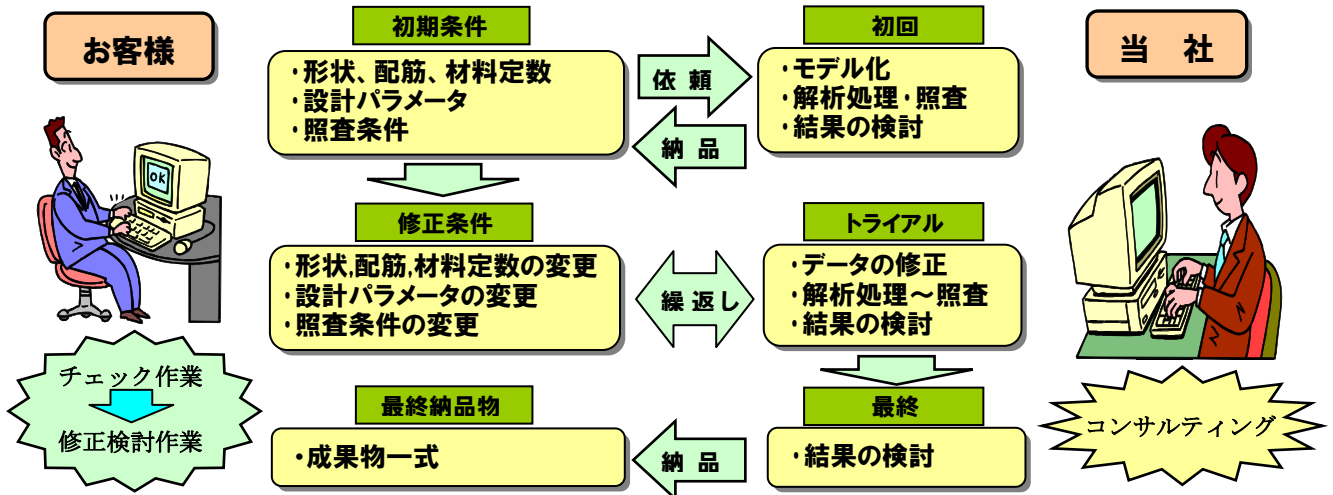 お客様
初期条件
・形状、配筋、材料定数
・設計パラメータ
・照査条件
依頼
納品
初回
・モデル化
・解析処理・照査
・結果の検討
当 社
OK
修正条件
・形状,配筋,材料定数の変更
・設計パラメータの変更
・照査条件の変更
繰返し
トライアル
・データの修正
・解析処理～照査
・結果の検討
チェック作業
修正検討作業
最終納品物
・成果物一式
納品
最終
・結果の検討
コンサルティング